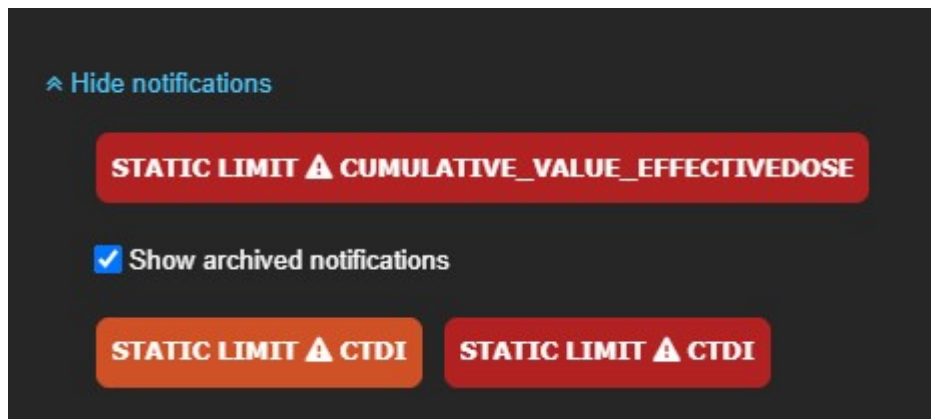 Hide notifications
STATIC LIMIT ⚠ CUMULATIVE_VALUE_EFFECTIVEDOSE
Show archived notifications
STATIC LIMIT ⚠ CTDI STATIC LIMIT ⚠ CTDI